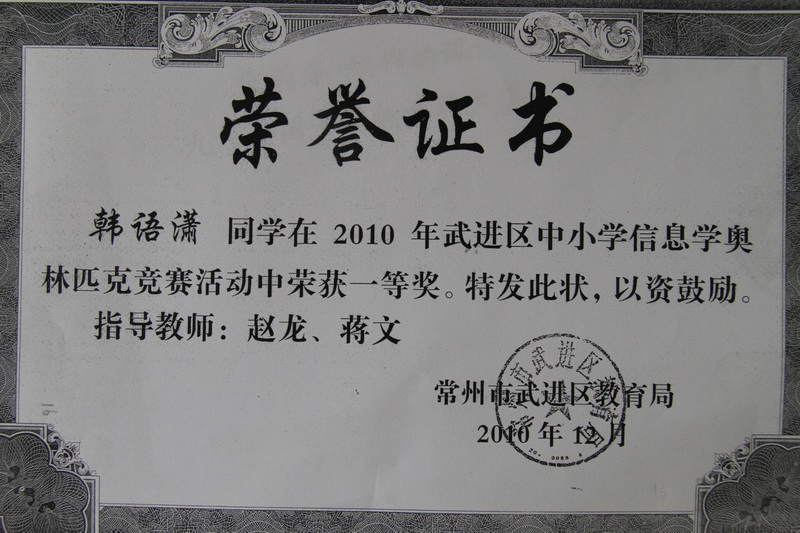 荣誉证书
韩语潇 同学在 2010 年武进区中小学信息学奥
林匹克竞赛活动中荣获一等奖。特发此状，以资鼓励。
指导教师：赵龙、蒋文
常州市武进区教育局
2010 年 12 月